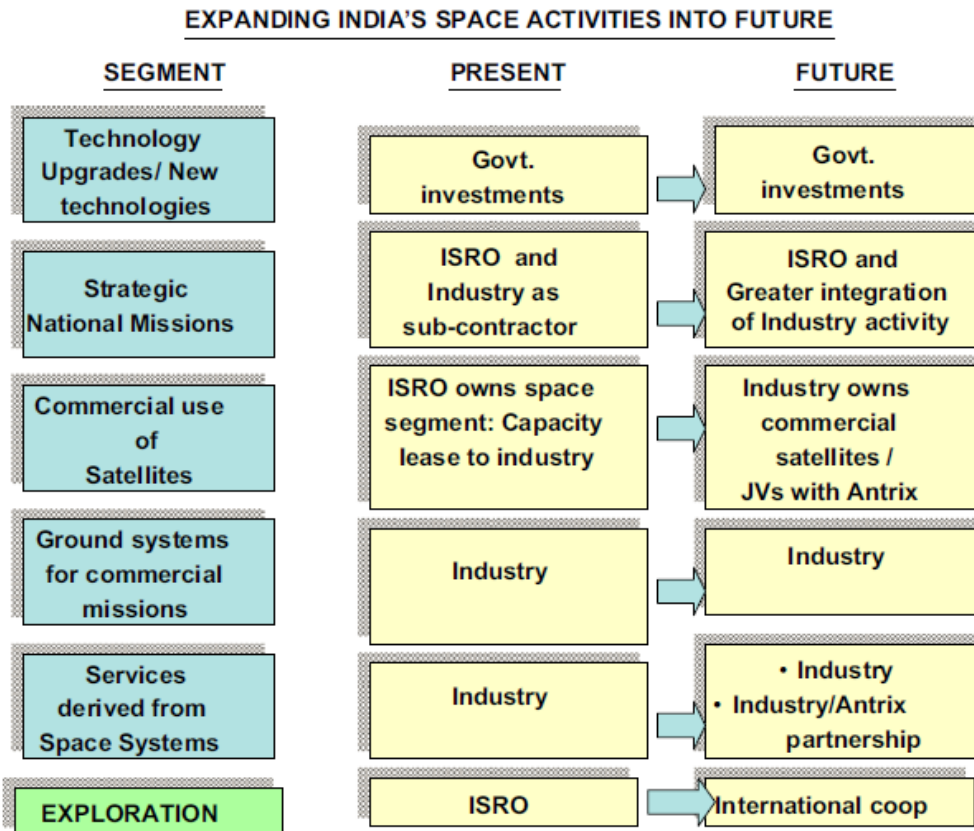 EXPANDING INDIA'S SPACE ACTIVITIES INTO FUTURE
SEGMENT
PRESENT
FUTURE
Technology
Upgrades/ New
technologies
Govt.
investments
Govt.
investments
Strategic
National Missions
ISRO and
Industry as
sub-contractor
ISRO and
Greater integration
of Industry activity
Commercial use
of
Satellites
ISRO owns space
segment: Capacity
lease to industry
Industry owns
commercial
satellites /
JVs with Antrix
Ground systems
for commercial
missions
Industry
Industry
Services
derived from
Space Systems
Industry
• Industry
• Industry/Antrix
partnership
EXPLORATION
ISRO
International coop